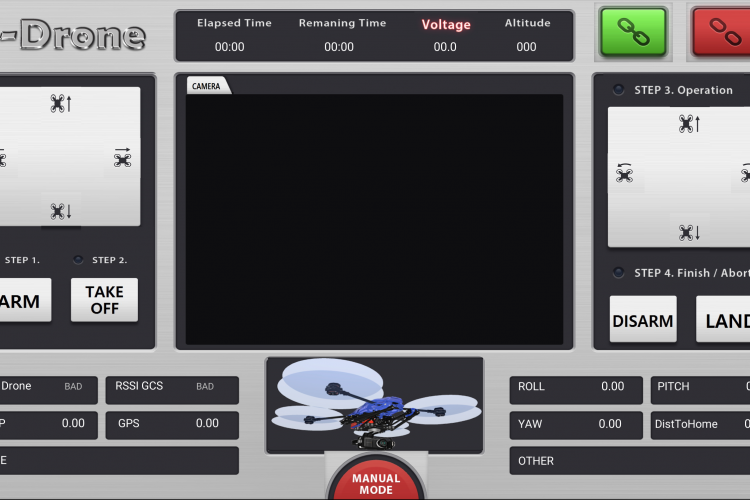 -Drone
Elapsed Time
Remaning Time
Voltage
Altitude
00:00
00:00
00.0
000
CAMERA
STEP 3. Operation
STEP 1.
STEP 2.
ARM
TAKE
OFF
STEP 4. Finish / Abort
DISARM
LAND
Drone
BAD
RSSI GCS
BAD
P
0.00
GPS
0.00
E
ROLL
0.00
PITCH
YAW
0.00
DistToHome
OTHER
MANUAL
MODE